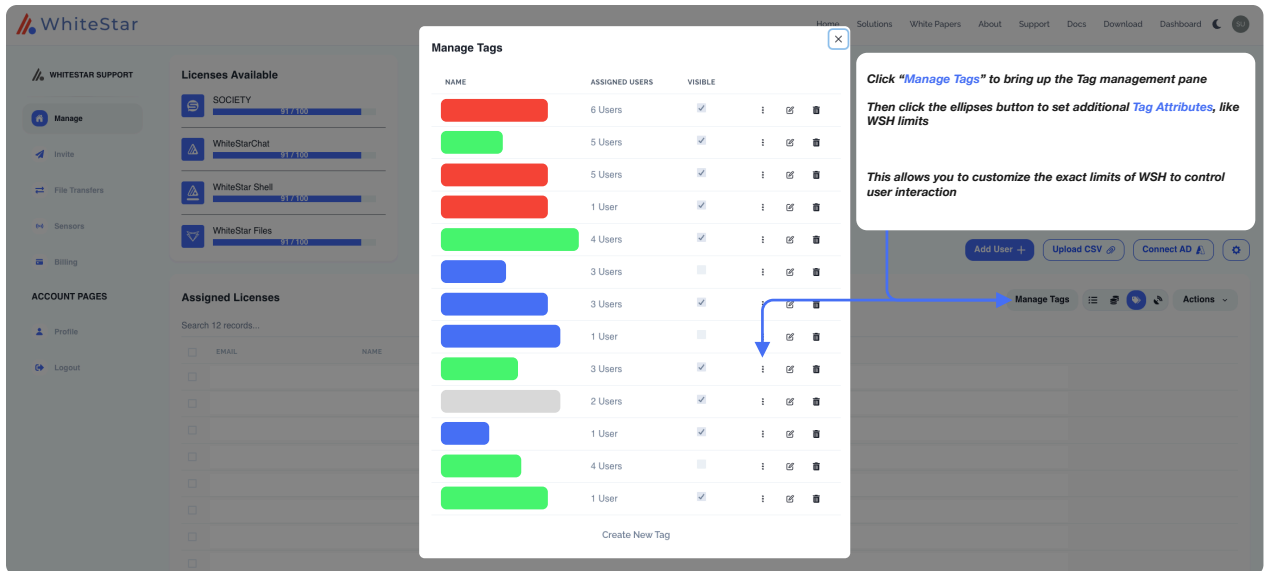 WhiteStar
Home Solutions White Papers About Support Docs Download Dashboard SU
WHITESTAR SUPPORT
Manage
Invite
File Transfers
Sensors
Billing
ACCOUNT PAGES
Profile
Logout
Licenses Available
SOCIETY
91 / 100
WhiteStarChat
91 / 100
WhiteStar Shell
91 / 100
WhiteStar Files
91 / 100
Assigned Licenses
Search 12 records...
EMAIL NAME
Manage Tags
NAME ASSIGNED USERS VISIBLE
6 Users
5 Users
5 Users
1 User
4 Users
3 Users
3 Users
1 User
3 Users
2 Users
1 User
4 Users
1 User
Create New Tag
Click “Manage Tags” to bring up the Tag management pane
Then click the ellipses button to set additional Tag Attributes, like
WSH limits
This allows you to customize the exact limits of WSH to control
user interaction
Add User + Upload CSV Connect AD
Manage Tags Actions